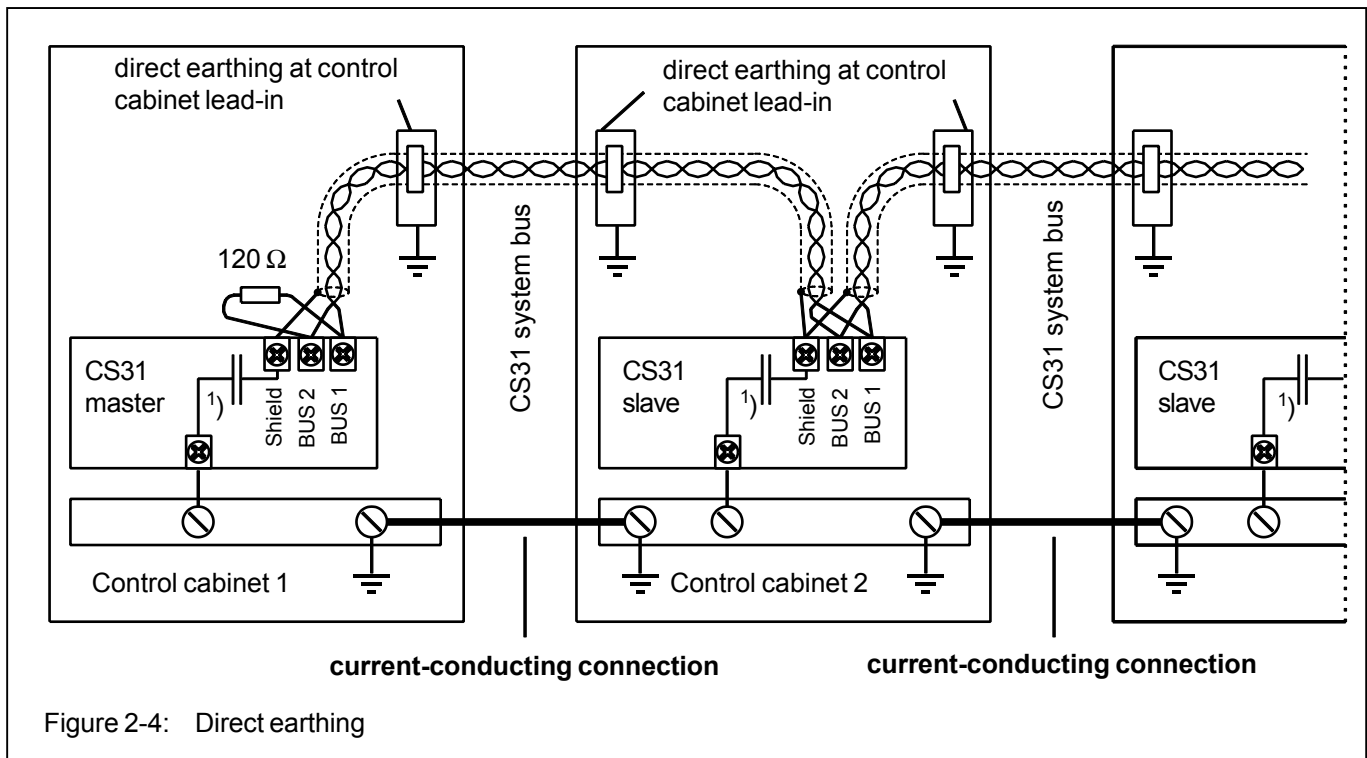 direct earthing at control
cabinet lead-in
direct earthing at control
cabinet lead-in
120 Ω
CS31 system bus
CS31 system bus
CS31
master
1)
Shield
BUS 2
BUS 1
CS31
slave
1)
Shield
BUS 2
BUS 1
CS31
slave
1)
Control cabinet 1
Control cabinet 2
current-conducting connection
current-conducting connection
Figure 2-4: Direct earthing